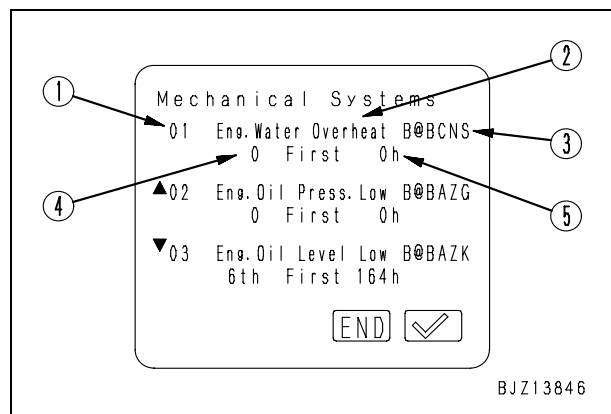 Mechanical Systems
01 Eng.Water Overheat B@BCNS
0 First 0h
▲02 Eng.Oil Press.Low B@BAZG
0 First 0h
▼03 Eng.Oil Level Low B@BAZK
6th First 164h
END
1
2
3
4
5
BJZ13846